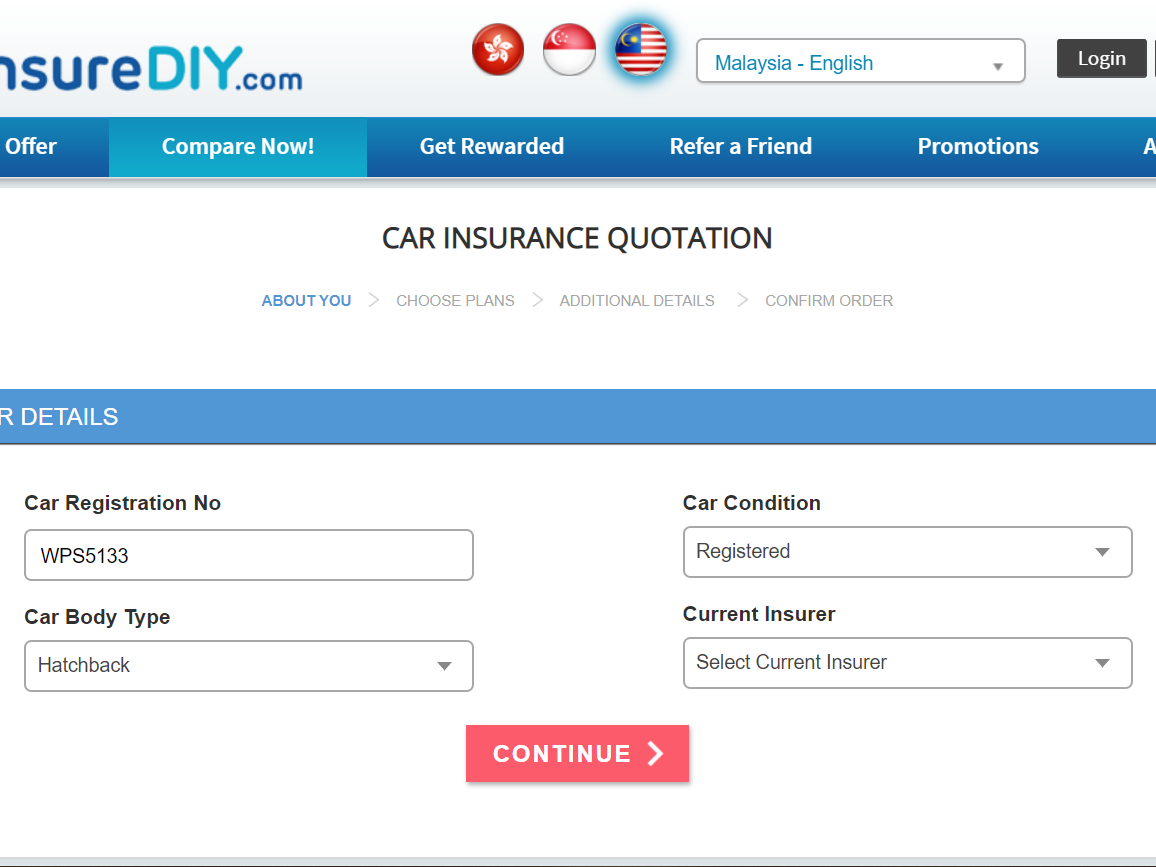 nsureDIY.com
Malaysia - English
Login
Offer
Compare Now!
Get Rewarded
Refer a Friend
Promotions
A
CAR INSURANCE QUOTATION
ABOUT YOU
CHOOSE PLANS
ADDITIONAL DETAILS
CONFIRM ORDER
R DETAILS
Car Registration No
Car Condition
WPS5133
Registered
Car Body Type
Current Insurer
Hatchback
Select Current Insurer
CONTINUE